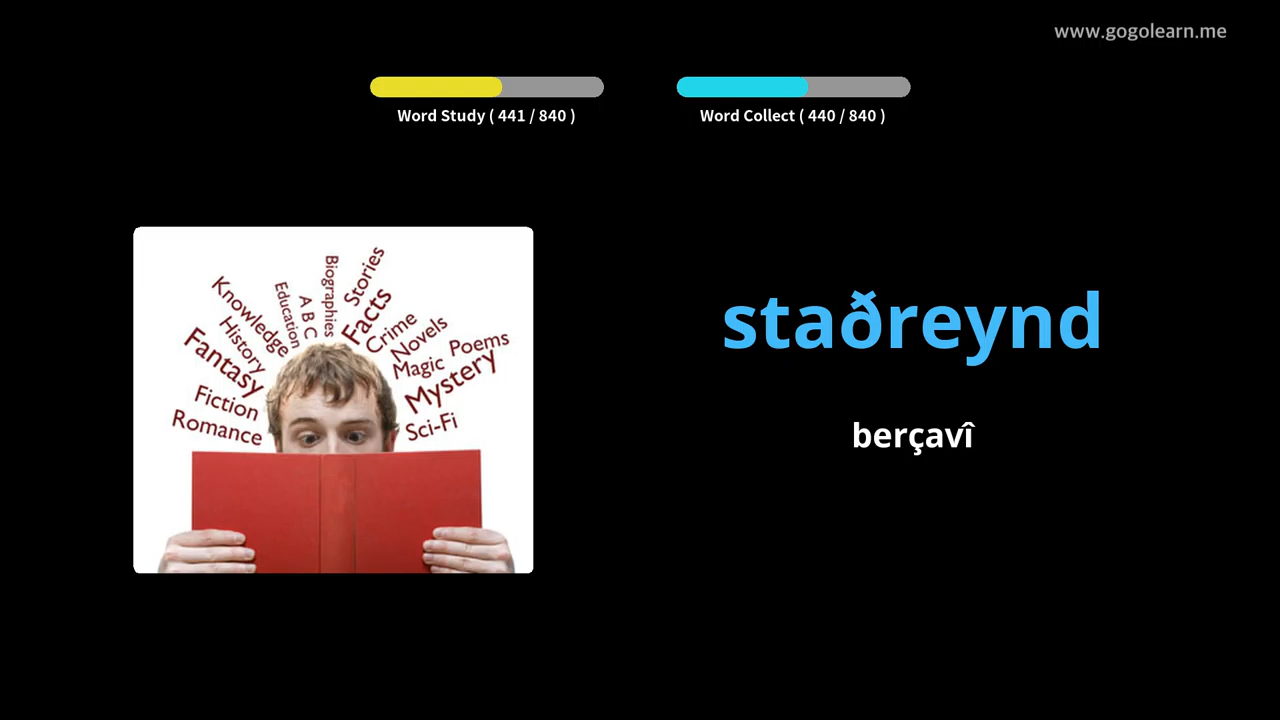 www.gogolearn.me
Word Study ( 441 / 840 )
Word Collect ( 440 / 840 )
staðreynd
berçavî
Biographies
Stories
Education
A B C
Facts
Knowledge
Crime
History
Novels
Fantasy
Magic
Poems
Mystery
Fiction
Romance
Sci-Fi